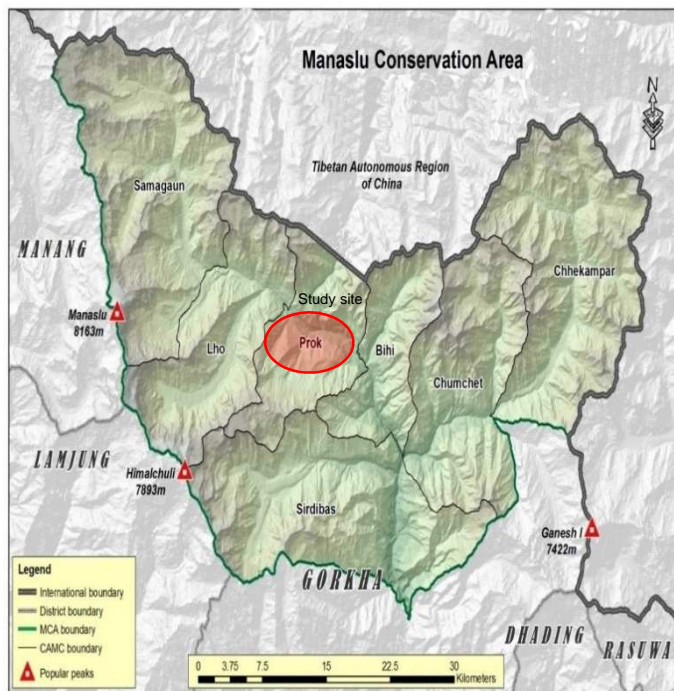 Manaslu Conservation Area
N
Tibetan Autonomous Region
of China
Samagaun
MANANG
Chhekampar
Study site
Manaslu
8163m
Prok
Lho
Bihi
Chumchet
LAMJUNG
Himalchuli
7893m
Sirdibas
Ganesh I
7422m
GORKHA
DHADING
RASUWA
Legend
International boundary
District boundary
MCA boundary
CAMC boundary
Popular peaks
0 3.75 7.5 15 22.5 30
Kilometers